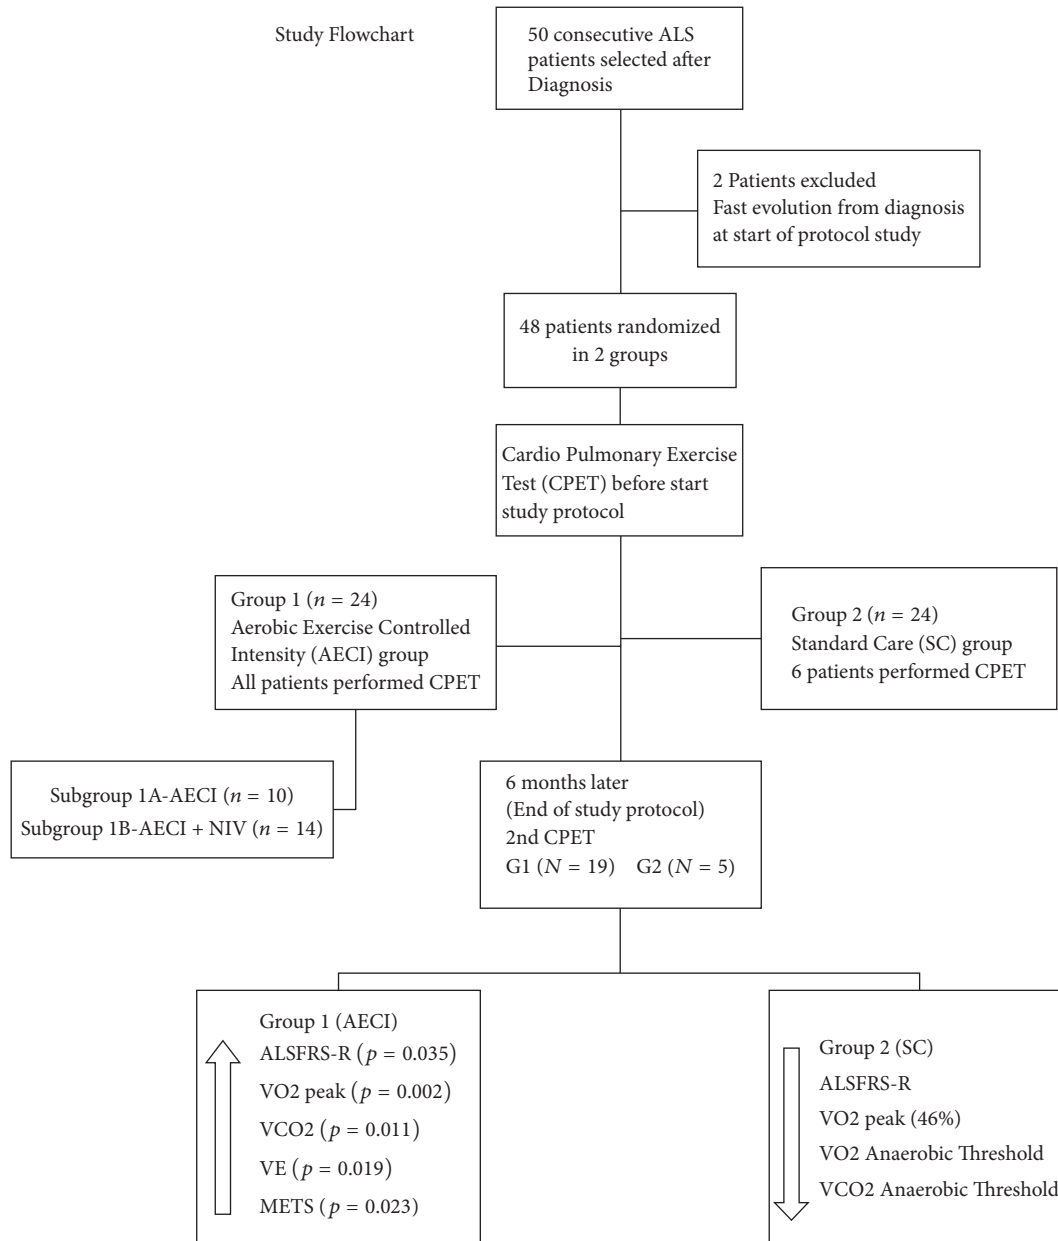 Study Flowchart
50 consecutive ALS
patients selected after
Diagnosis
2 Patients excluded
Fast evolution from diagnosis
at start of protocol study
48 patients randomized
in 2 groups
Cardio Pulmonary Exercise
Test (CPET) before start
study protocol
Group 1 (n = 24)
Aerobic Exercise Controlled
Intensity (AECI) group
All patients performed CPET
Group 2 (n = 24)
Standard Care (SC) group
6 patients performed CPET
Subgroup 1A-AECI (n = 10)
Subgroup 1B-AECI + NIV (n = 14)
6 months later
(End of study protocol)
2nd CPET
G1 (N = 19) G2 (N = 5)
Group 1 (AECI)
ALSFRS-R (p = 0.035)
VO2 peak (p = 0.002)
VCO2 (p = 0.011)
VE (p = 0.019)
METS (p = 0.023)
Group 2 (SC)
ALSFRS-R
VO2 peak (46%)
VO2 Anaerobic Threshold
VCO2 Anaerobic Threshold